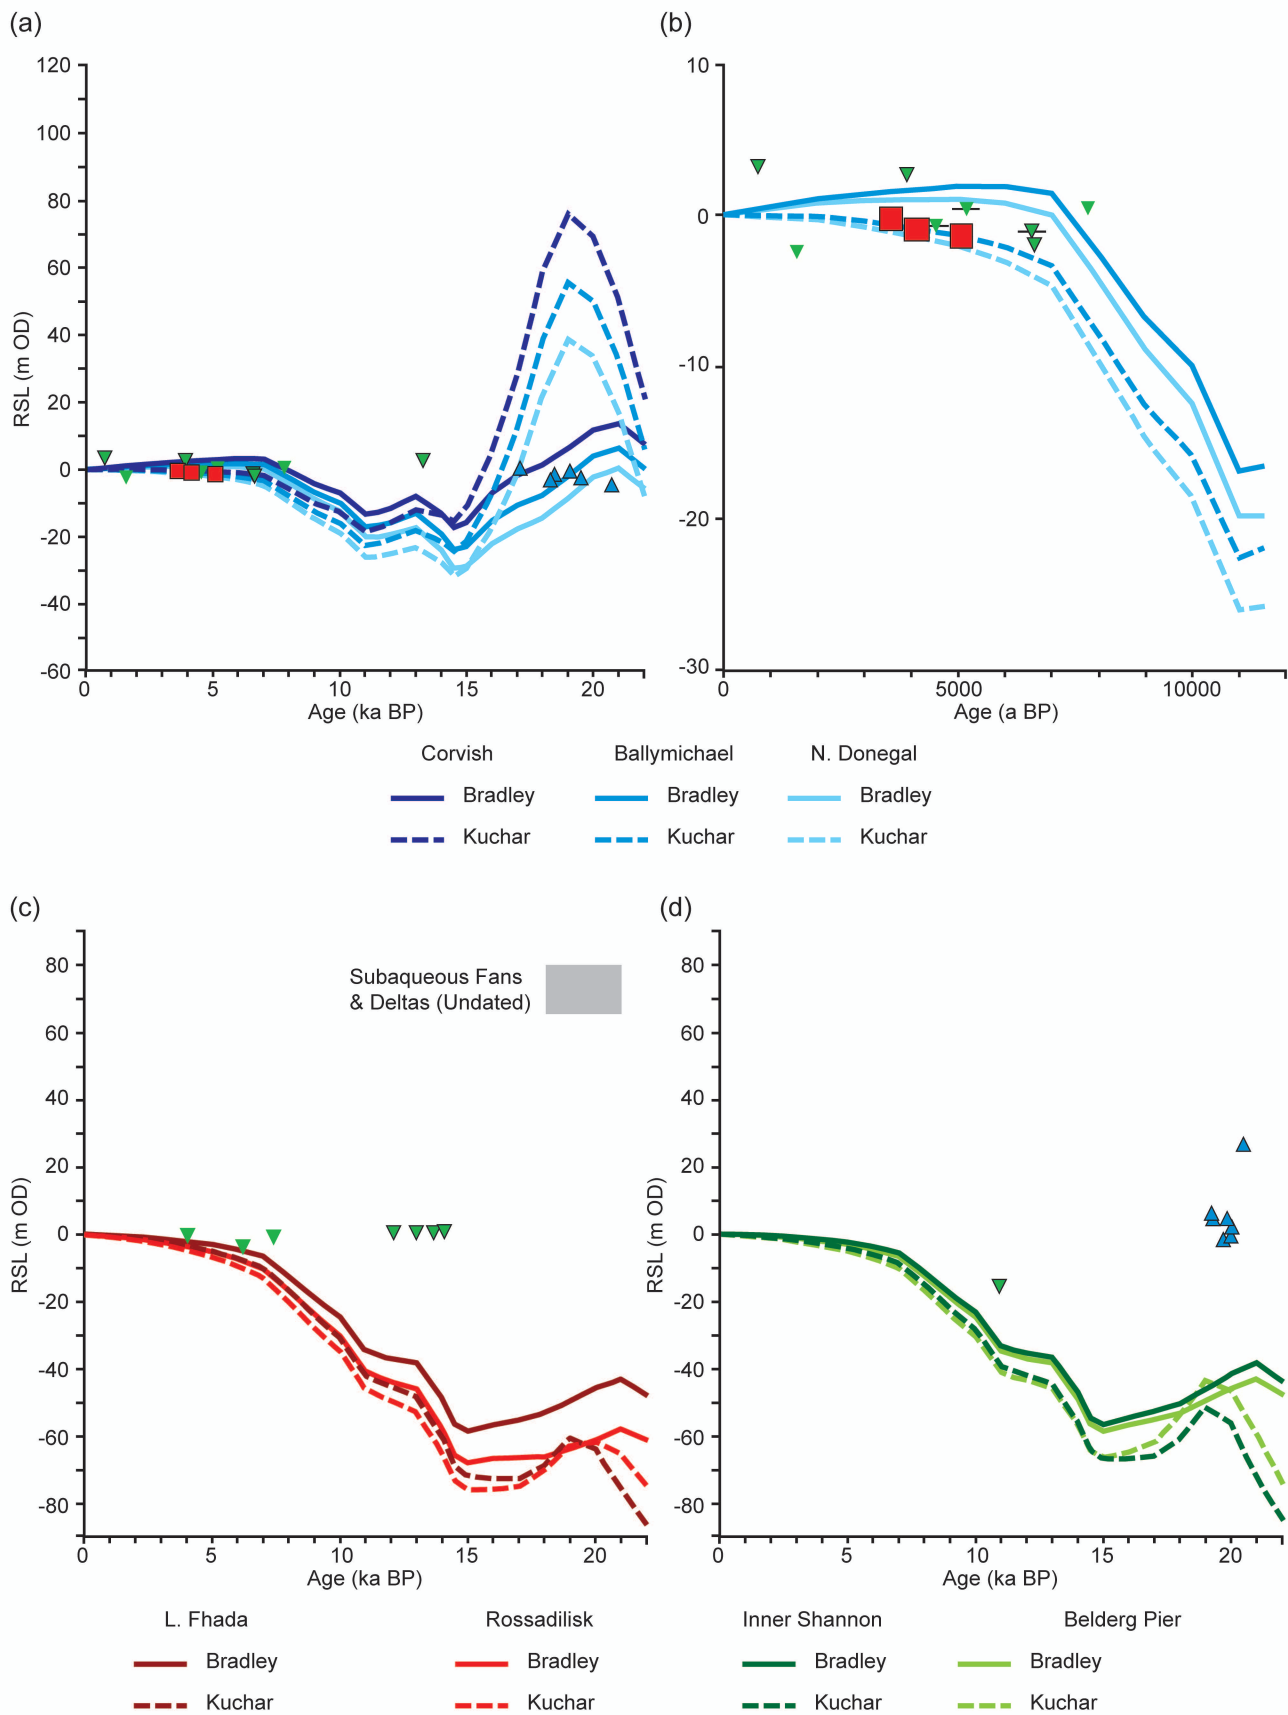 (a)
120
100
80
60
40
20
0
-20
-40
-60
RSL (m OD)
0 5 10 15 20
Age (ka BP)
(b)
10
0
-10
-20
-30
0 5000 10000
Age (a BP)
Corvish Ballymichael N. Donegal
Bradley Bradley Bradley
Kuchar Kuchar Kuchar
(c)
80
60
40
20
0
-20
-40
-60
-80
RSL (m OD)
Subaqueous Fans
& Deltas (Undated)
0 5 10 15 20
Age (ka BP)
(d)
80
60
40
20
0
-20
-40
-60
-80
RSL (m OD)
0 5 10 15 20
Age (ka BP)
L. Fhada Rossadilisk Inner Shannon Belderg Pier
Bradley Bradley Bradley Bradley
Kuchar Kuchar Kuchar Kuchar